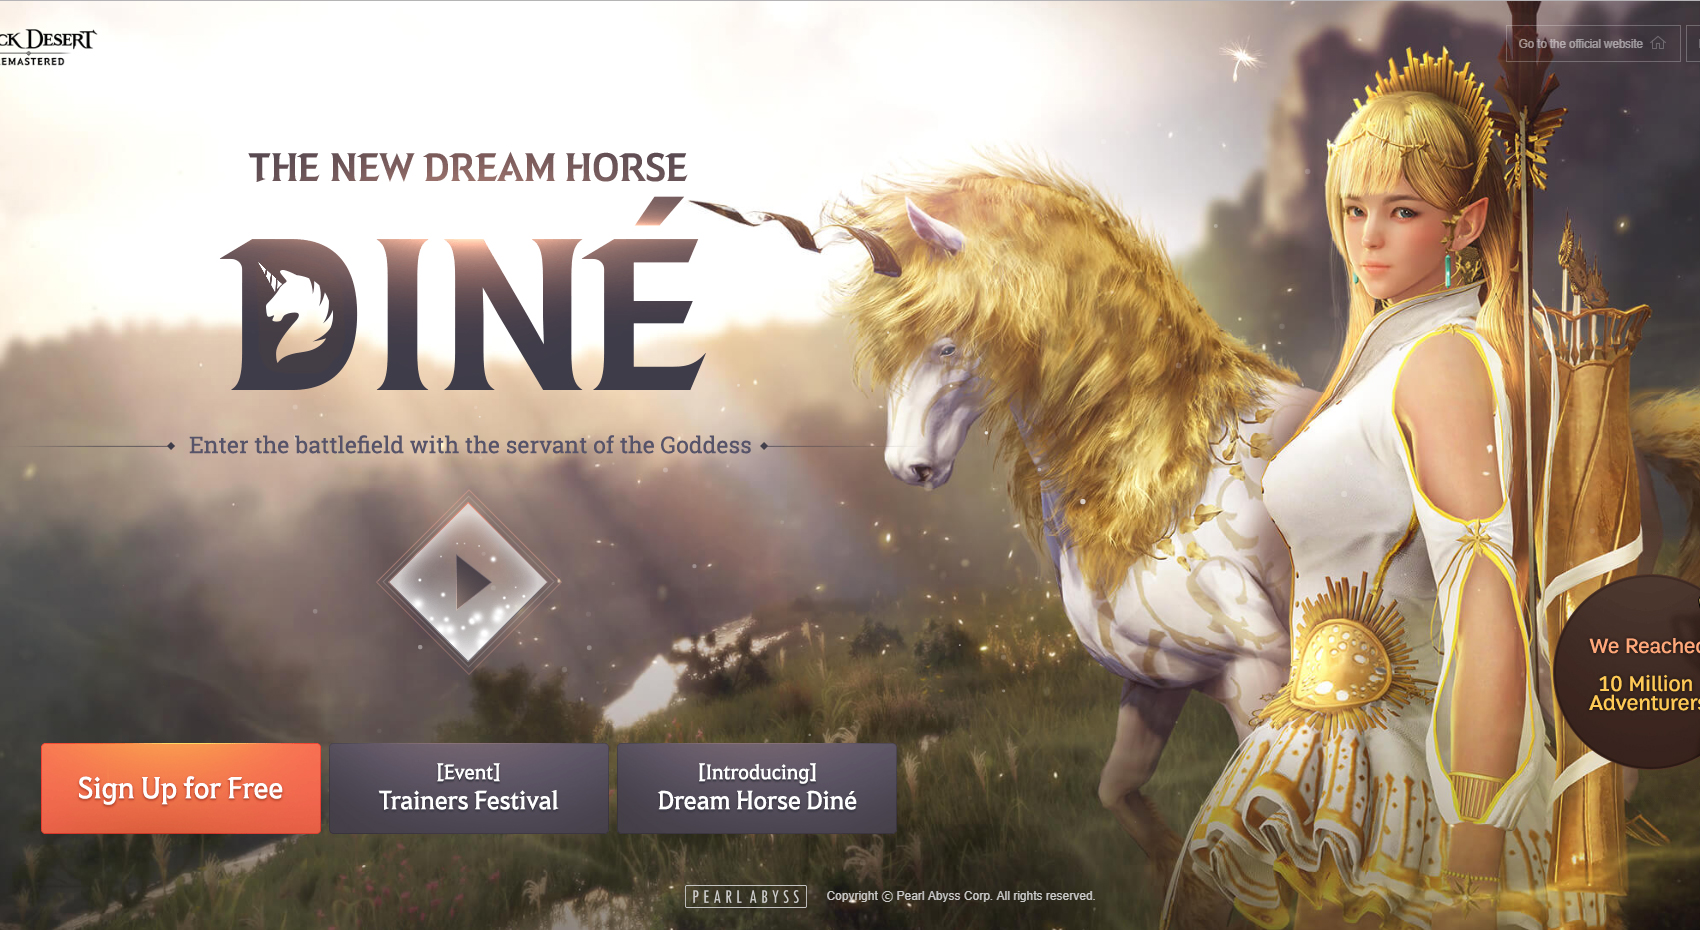 CK DESERT
REMASTERED
Go to the official website
THE NEW DREAM HORSE
DINÉ
Enter the battlefield with the servant of the Goddess
We Reached
10 Million
Adventurers
Sign Up for Free
[Event]
Trainers Festival
[Introducing]
Dream Horse Diné
PEARL ABYSS
Copyright © Pearl Abyss Corp. All rights reserved.